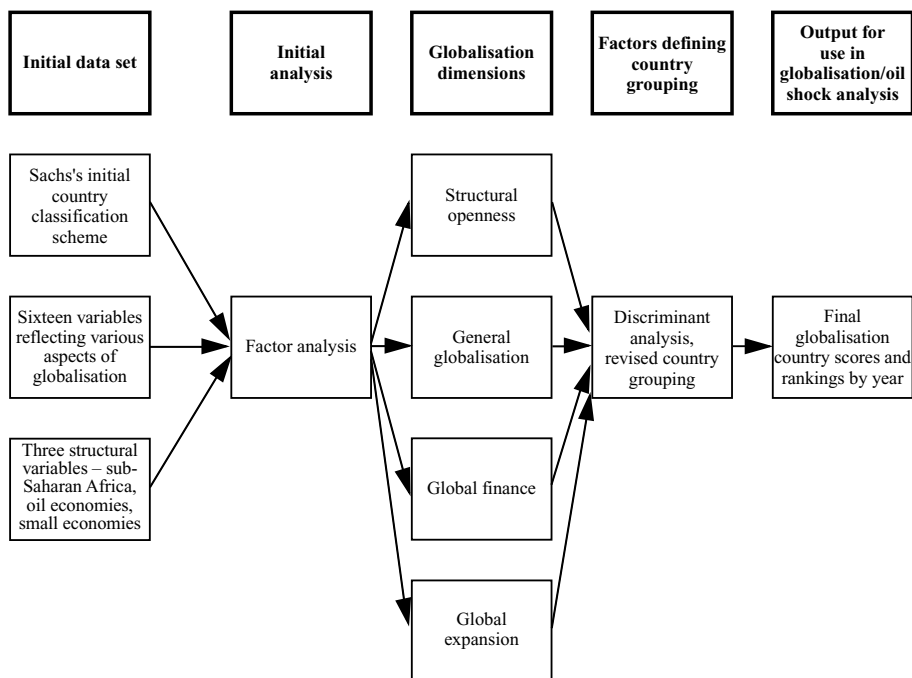 Initial data set
Initial
analysis
Globalisation
dimensions
Factors defining
country
grouping
Output for
use in
globalisation/oil
shock analysis
Sachs's initial
country
classification
scheme
Sixteen variables
reflecting various
aspects of
globalisation
Three structural
variables – sub-
Saharan Africa,
oil economies,
small economies
Factor analysis
Structural
openness
General
globalisation
Global finance
Global
expansion
Discriminant
analysis,
revised country
grouping
Final
globalisation
country scores and
rankings by year